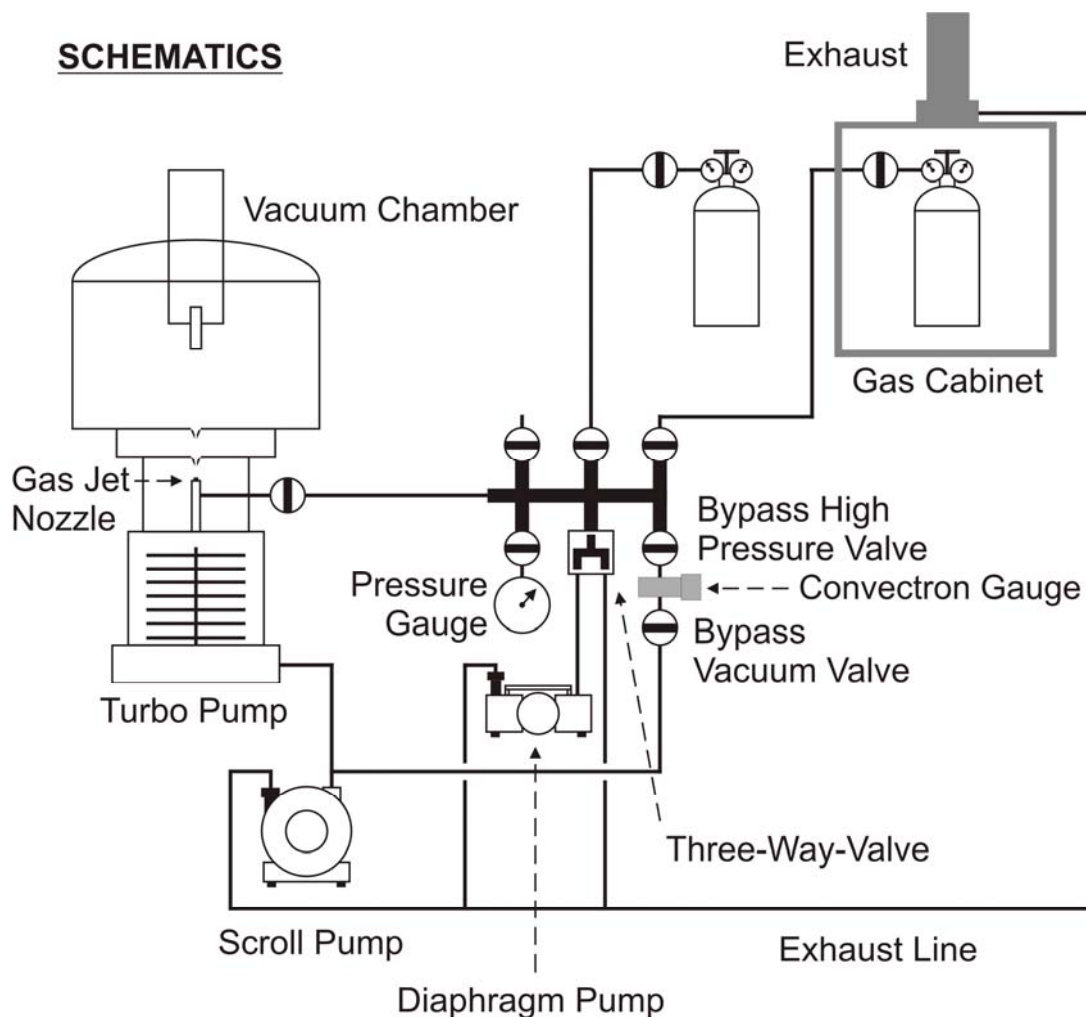 SCHEMATICS
Exhaust
Vacuum Chamber
Gas Cabinet
Gas Jet
Nozzle
Bypass High
Pressure Valve
Pressure
Gauge
Convectron Gauge
Bypass
Vacuum Valve
Turbo Pump
Three-Way-Valve
Scroll Pump
Exhaust Line
Diaphragm Pump